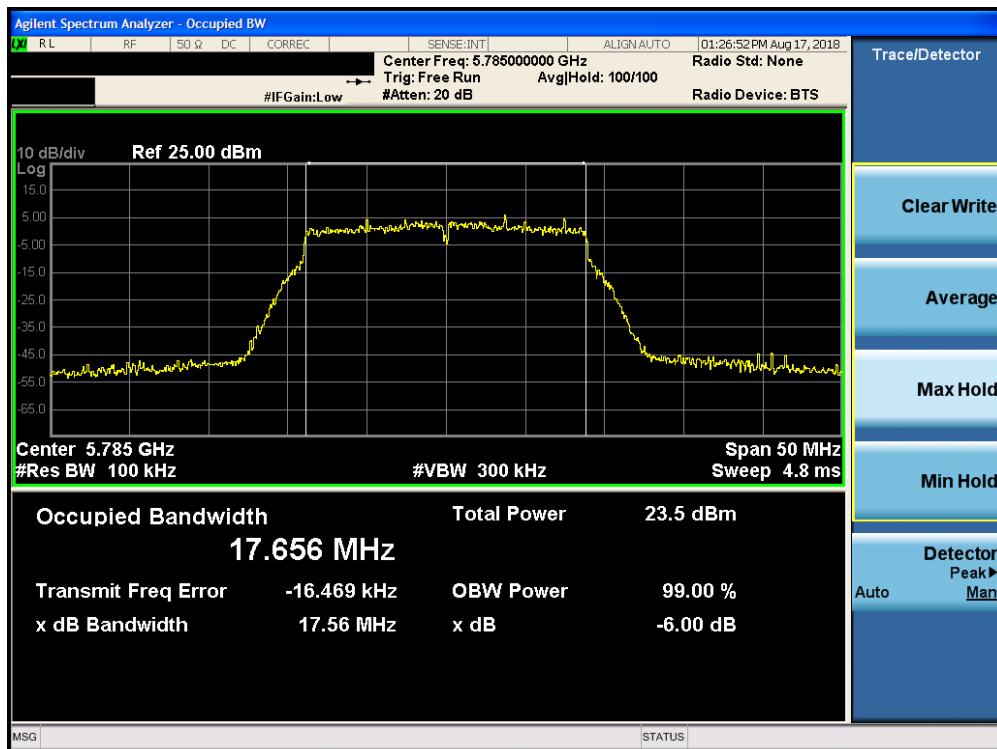 Agilent Spectrum Analyzer - Occupied BW
LXI RL RF 50 Ω DC CORREC SENSE:INT ALIGN AUTO 01:26:52 PM Aug 17, 2018
Center Freq: 5.785000000 GHz Radio Std: None
Trig: Free Run Avg|Hold: 100/100
#IFGain:Low #Atten: 20 dB Radio Device: BTS
Trace/Detector
10 dB/div Ref 25.00 dBm
Log
15.0
5.00
-5.00
-15.0
-25.0
-35.0
-45.0
-55.0
-65.0
Center 5.785 GHz Span 50 MHz
#Res BW 100 kHz #VBW 300 kHz Sweep 4.8 ms
Occupied Bandwidth Total Power 23.5 dBm
17.656 MHz
Transmit Freq Error -16.469 kHz OBW Power 99.00 %
x dB Bandwidth 17.56 MHz x dB -6.00 dB
Clear Write
Average
Max Hold
Min Hold
Detector
Peak▶
Auto Man
MSG STATUS